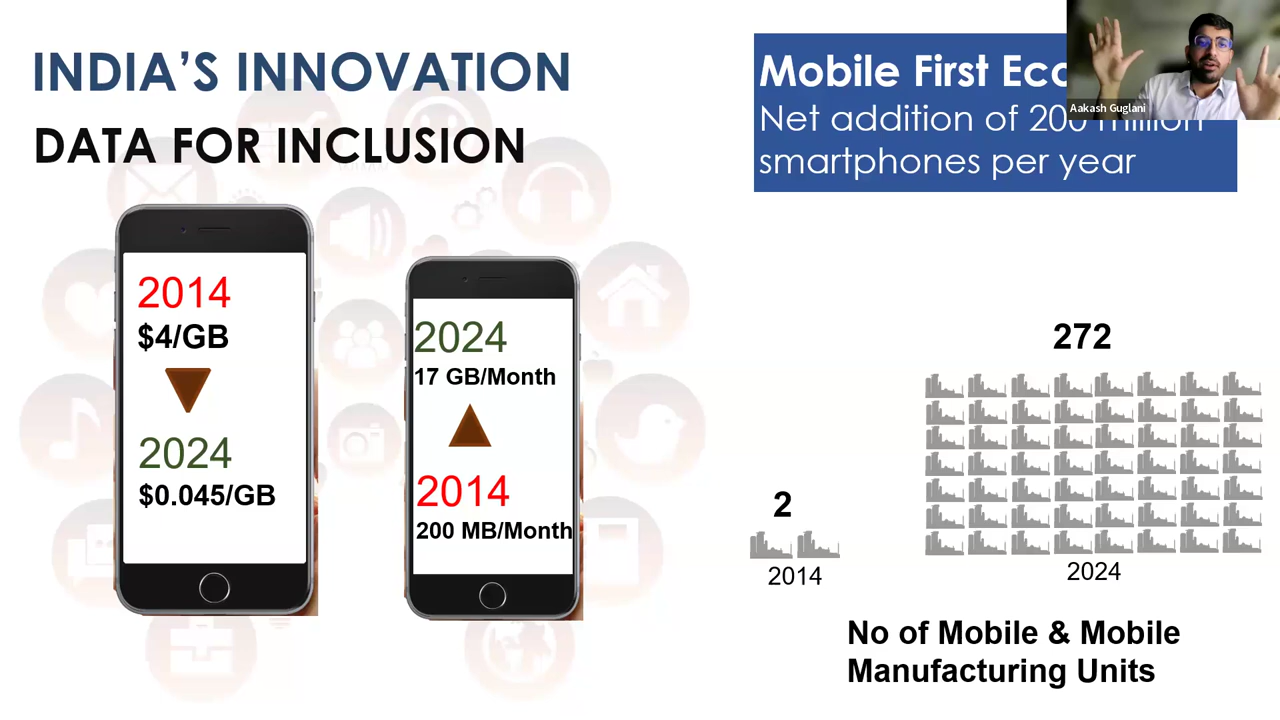 INDIA'S INNOVATION
DATA FOR INCLUSION
2014
$4/GB
2024
$0.045/GB
2024
17 GB/Month
2014
200 MB/Month
Mobile First
Net addition of 200 million
smartphones per year
Aakash Guglani
272
2
2014
2024
No of Mobile & Mobile
Manufacturing Units